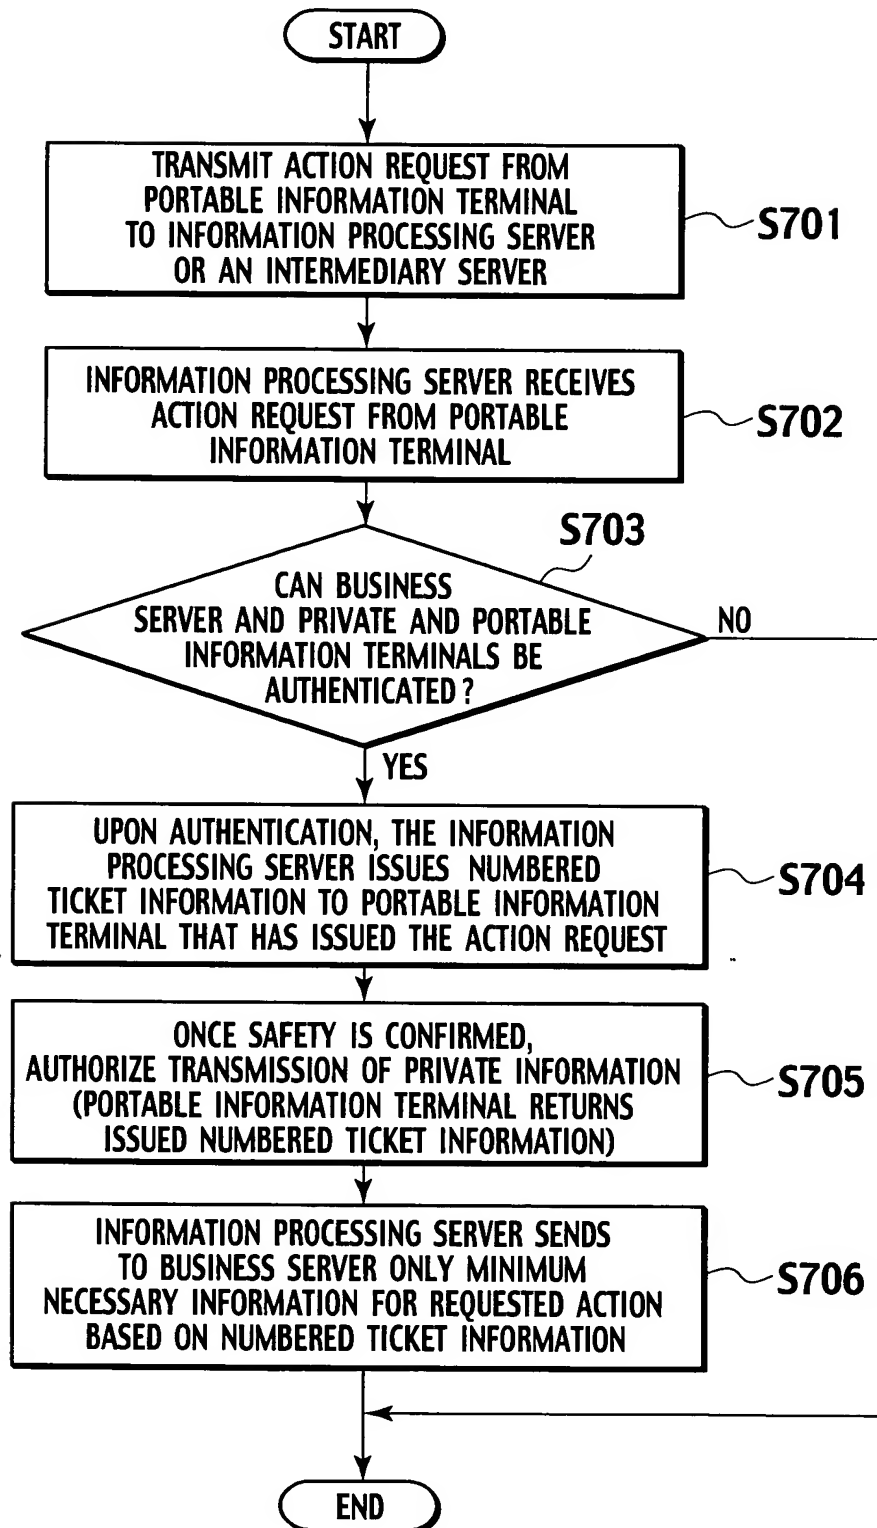 START
TRANSMIT ACTION REQUEST FROM
PORTABLE INFORMATION TERMINAL
TO INFORMATION PROCESSING SERVER
OR AN INTERMEDIARY SERVER
S701
INFORMATION PROCESSING SERVER RECEIVES
ACTION REQUEST FROM PORTABLE
INFORMATION TERMINAL
S702
S703
CAN BUSINESS
SERVER AND PRIVATE AND PORTABLE
INFORMATION TERMINALS BE
AUTHENTICATED?
NO
YES
UPON AUTHENTICATION, THE INFORMATION
PROCESSING SERVER ISSUES NUMBERED
TICKET INFORMATION TO PORTABLE INFORMATION
TERMINAL THAT HAS ISSUED THE ACTION REQUEST
S704
ONCE SAFETY IS CONFIRMED,
AUTHORIZE TRANSMISSION OF PRIVATE INFORMATION
(PORTABLE INFORMATION TERMINAL RETURNS
ISSUED NUMBERED TICKET INFORMATION)
S705
INFORMATION PROCESSING SERVER SENDS
TO BUSINESS SERVER ONLY MINIMUM
NECESSARY INFORMATION FOR REQUESTED ACTION
BASED ON NUMBERED TICKET INFORMATION
S706
END